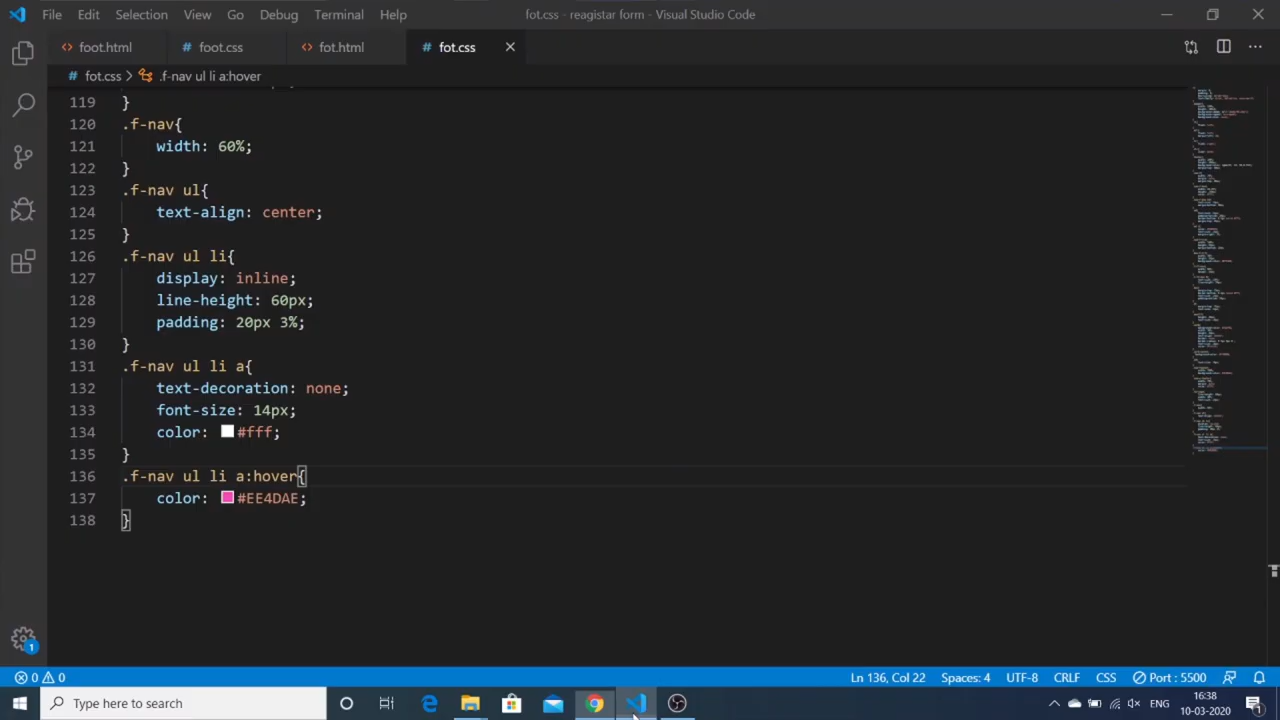 File Edit Selection View Go Debug Terminal Help fot.css - reagistar form - Visual Studio Code
foot.html foot.css fot.html fot.css
fot.css > .f-nav ul li a:hover
119 }
120 .f-nav{
121 width: 60%;
122 }
123 .f-nav ul{
124 text-align: center;
125 }
126 .f-nav ul li{
127 display: inline;
128 line-height: 60px;
129 padding: 20px 3%;
130 }
131 .f-nav ul li a{
132 text-decoration: none;
133 font-size: 14px;
134 color: #fff;
135 }
136 .f-nav ul li a:hover{
137 color: #EE4DAE;
138 }
1
0 0 Ln 136, Col 22 Spaces: 4 UTF-8 CRLF CSS Port : 5500
Type here to search ENG 16:38
10-03-2020 1